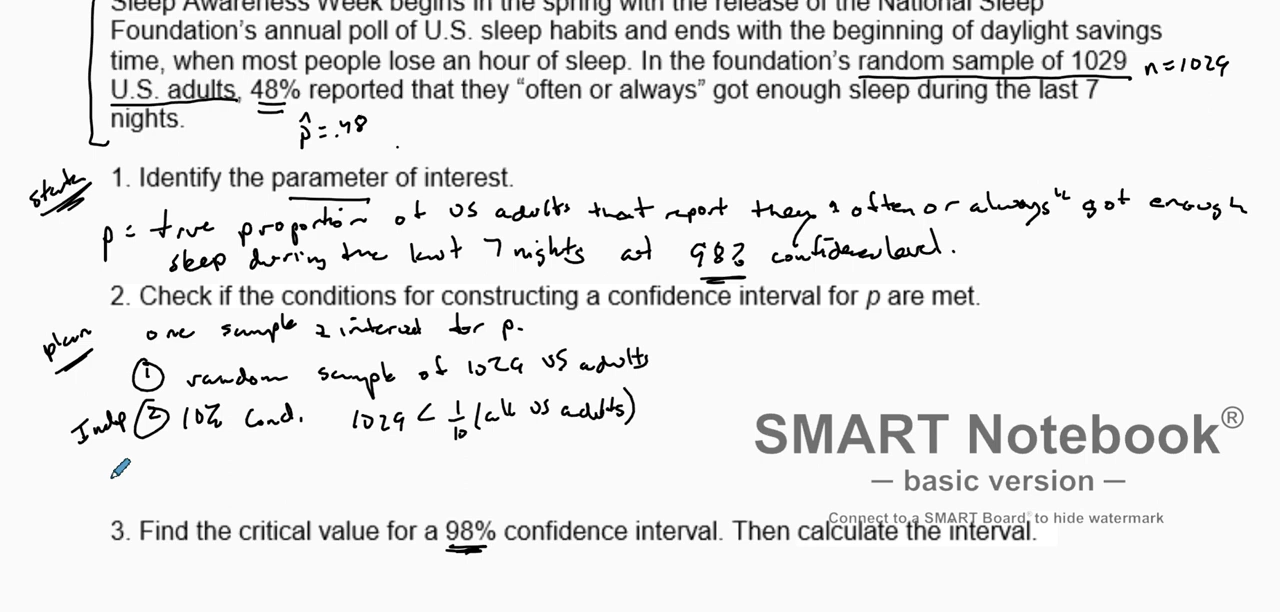 Sleep Awareness Week begins in the spring with the release of the National Sleep
Foundation's annual poll of U.S. sleep habits and ends with the beginning of daylight savings
time, when most people lose an hour of sleep. In the foundation's random sample of 1029 n=1029
U.S. adults, 48% reported that they "often or always" got enough sleep during the last 7
nights. p̂=.48
State 1. Identify the parameter of interest.
p = true proportion of US adults that report they "often or always" got enough
sleep during the last 7 nights at 98% confidence level.
2. Check if the conditions for constructing a confidence interval for p are met.
plan one sample z interval for p.
① random sample of 1029 US adults
Indep ② 10% Cond. 1029 < 1/10 (all US adults)
SMART Notebook®
— basic version —
Connect to a SMART Board® to hide watermark
3. Find the critical value for a 98% confidence interval. Then calculate the interval.